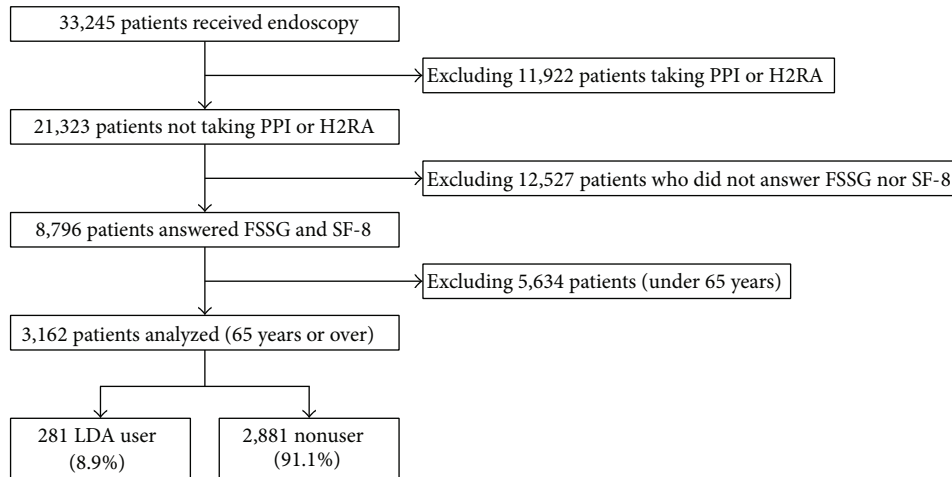 33,245 patients received endoscopy
Excluding 11,922 patients taking PPI or H2RA
21,323 patients not taking PPI or H2RA
Excluding 12,527 patients who did not answer FSSG nor SF-8
8,796 patients answered FSSG and SF-8
Excluding 5,634 patients (under 65 years)
3,162 patients analyzed (65 years or over)
281 LDA user
(8.9%)
2,881 nonuser
(91.1%)